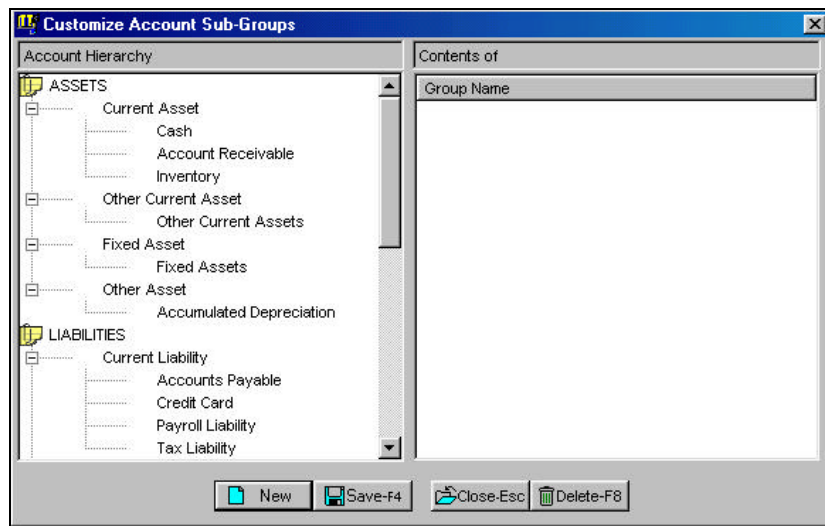 Customize Account Sub-Groups
Account Hierarchy
Contents of
ASSETS
Current Asset
Cash
Account Receivable
Inventory
Other Current Asset
Other Current Assets
Fixed Asset
Fixed Assets
Other Asset
Accumulated Depreciation
LIABILITIES
Current Liability
Accounts Payable
Credit Card
Payroll Liability
Tax Liability
Group Name
New
Save-F4
Close-Esc
Delete-F8